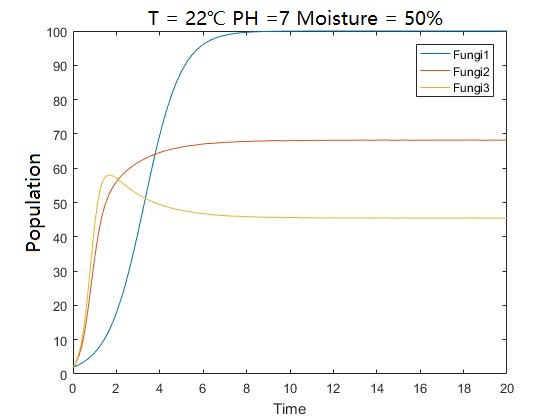 T = 22℃ PH =7 Moisture = 50%
100
90
80
70
60
50
40
30
20
10
0
Population
Fungi1
Fungi2
Fungi3
0 2 4 6 8 10 12 14 16 18 20
Time